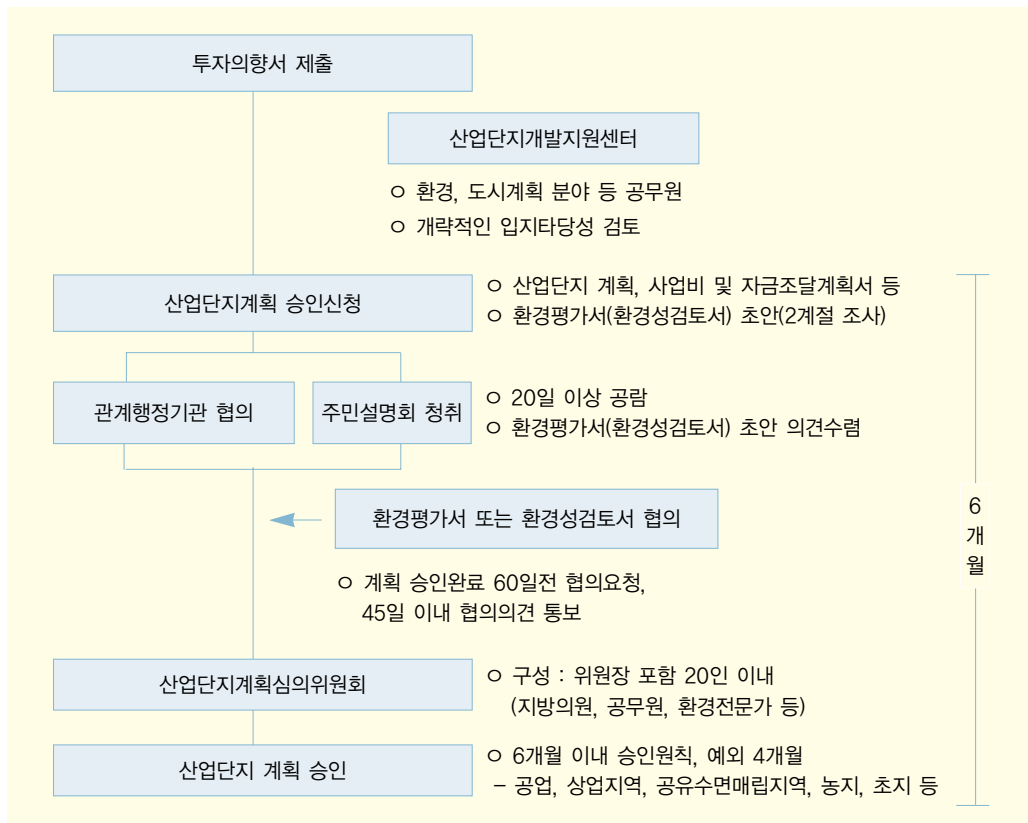 투자의향서 제출
산업단지개발지원센터
ㅇ 환경, 도시계획 분야 등 공무원
ㅇ 개략적인 입지타당성 검토
산업단지계획 승인신청
ㅇ 산업단지 계획, 사업비 및 자금조달계획서 등
ㅇ 환경평가서(환경성검토서) 초안(2계절 조사)
관계행정기관 협의
주민설명회 청취
ㅇ 20일 이상 공람
ㅇ 환경평가서(환경성검토서) 초안 의견수렴
환경평가서 또는 환경성검토서 협의
ㅇ 계획 승인완료 60일전 협의요청,
45일 이내 협의의견 통보
6
개
월
산업단지계획심의위원회
ㅇ 구성 : 위원장 포함 20인 이내
(지방의원, 공무원, 환경전문가 등)
산업단지 계획 승인
ㅇ 6개월 이내 승인원칙, 예외 4개월
- 공업, 상업지역, 공유수면매립지역, 농지, 초지 등